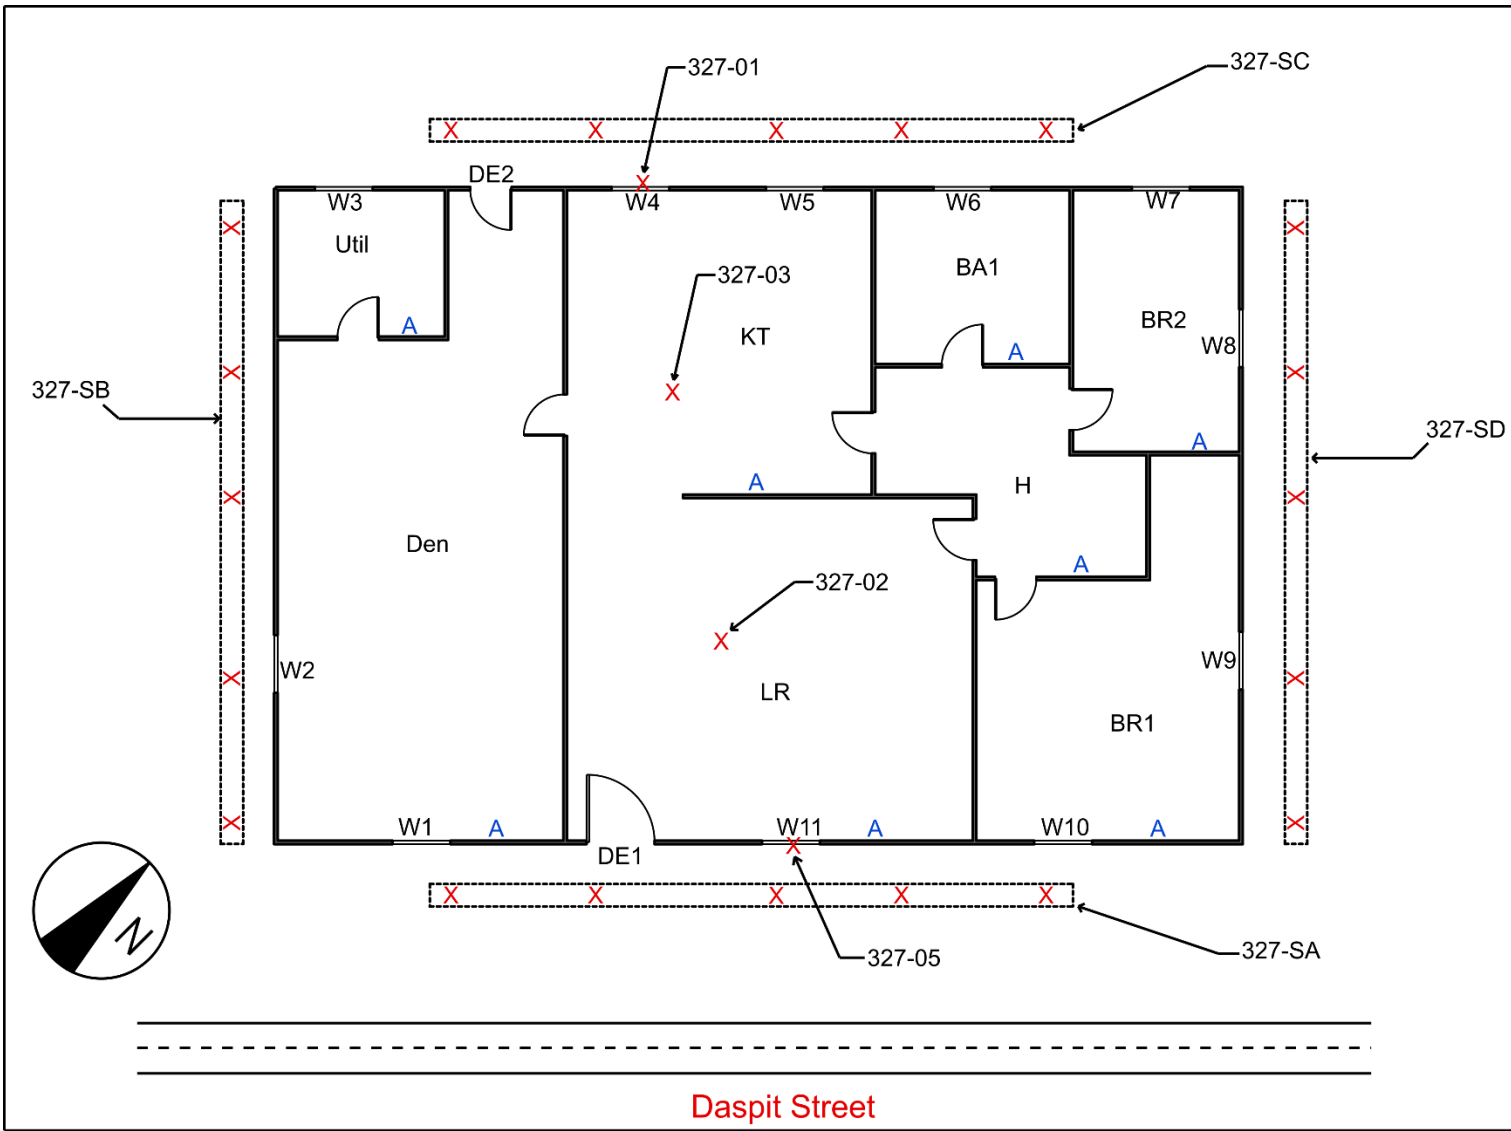 327-SC
327-01
X X X X X
DE2
X
W3
W4
W5
W6
W7
X
X
Util
BA1
327-03
KT
BR2
A
W8
A
X
X
327-SB
X
327-SD
A
A
H
X
X
Den
A
327-02
X
W2
W9
X
X
LR
BR1
X
X
W1
A
W11
A
W10
A
X
DE1
X X X X X
N
327-05
327-SA
Daspit Street